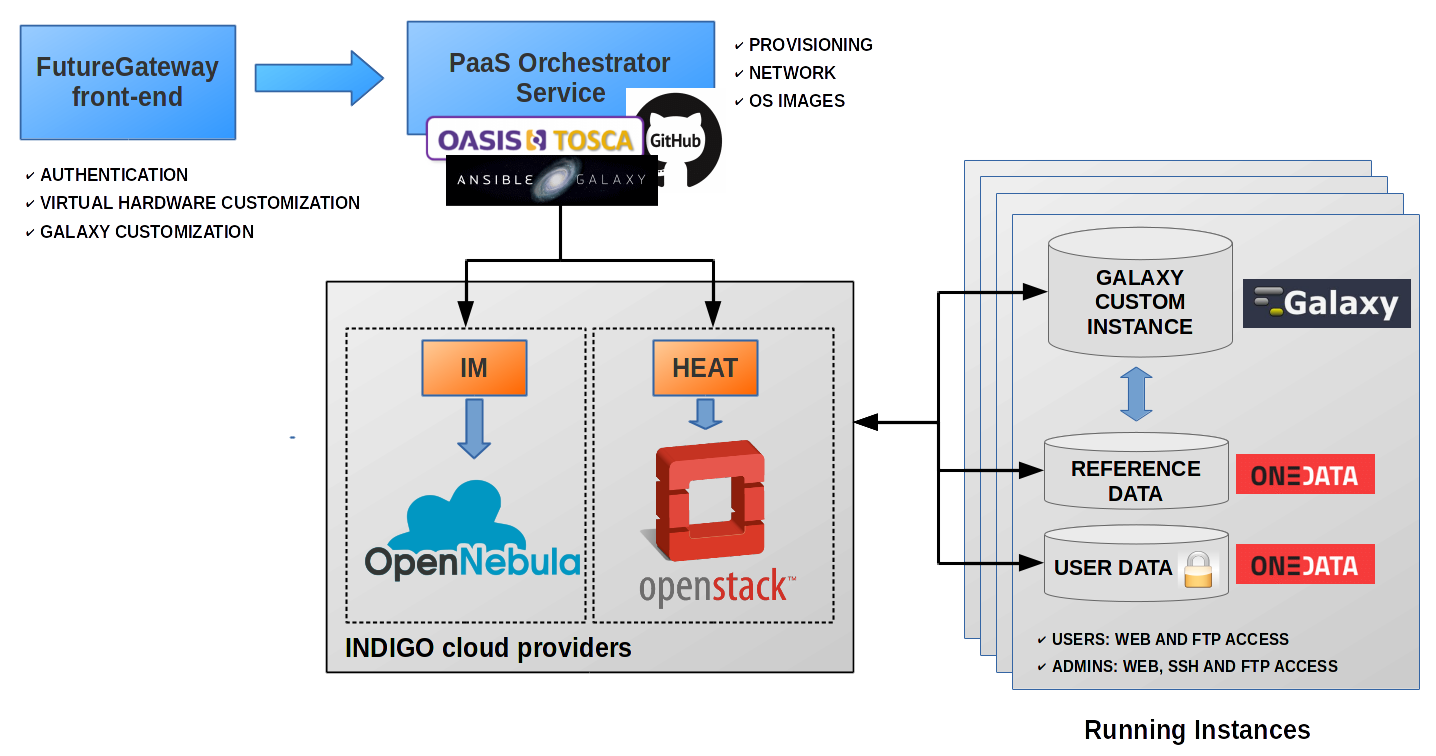 FutureGateway
front-end
✓ AUTHENTICATION
✓ VIRTUAL HARDWARE CUSTOMIZATION
✓ GALAXY CUSTOMIZATION
PaaS Orchestrator
Service
OASIS TOSCA
GitHub
ANSIBLE GALAXY
✓ PROVISIONING
✓ NETWORK
✓ OS IMAGES
IM
HEAT
OpenNebula
openstack™
INDIGO cloud providers
GALAXY
CUSTOM
INSTANCE
Galaxy
REFERENCE
DATA
ONEDATA
USER DATA
ONEDATA
✓ USERS: WEB AND FTP ACCESS
✓ ADMINS: WEB, SSH AND FTP ACCESS
Running Instances